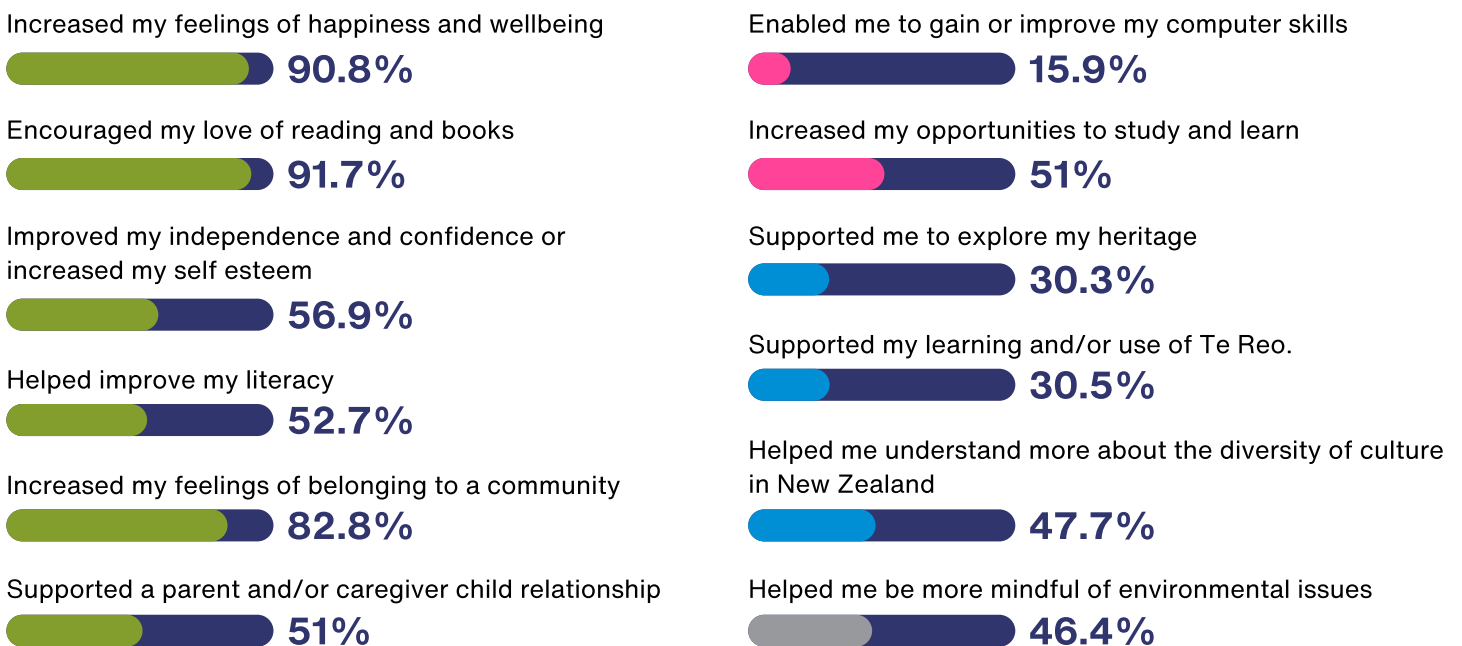 Increased my feelings of happiness and wellbeing
90.8%
Encouraged my love of reading and books
91.7%
Improved my independence and confidence or
increased my self esteem
56.9%
Helped improve my literacy
52.7%
Increased my feelings of belonging to a community
82.8%
Supported a parent and/or caregiver child relationship
51%
Enabled me to gain or improve my computer skills
15.9%
Increased my opportunities to study and learn
51%
Supported me to explore my heritage
30.3%
Supported my learning and/or use of Te Reo.
30.5%
Helped me understand more about the diversity of culture
in New Zealand
47.7%
Helped me be more mindful of environmental issues
46.4%